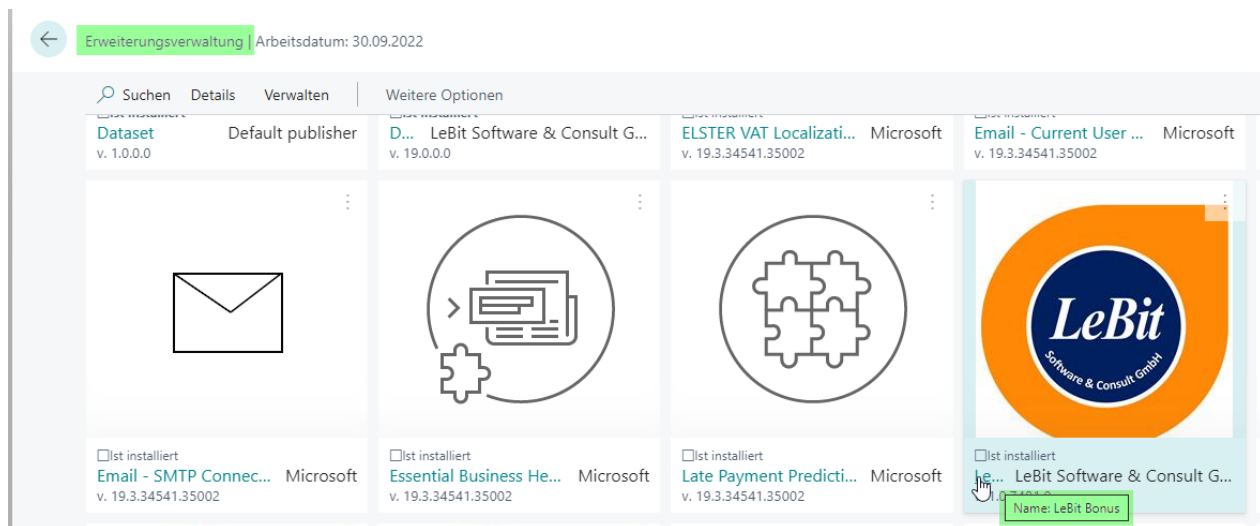 Erweiterungsverwaltung | Arbeitsdatum: 30.09.2022
Suchen Details Verwalten Weitere Optionen
Dataset Default publisher
v. 1.0.0.0
D... LeBit Software & Consult G...
v. 19.0.0.0
ELSTER VAT Localizati... Microsoft
v. 19.3.34541.35002
Email - Current User ... Microsoft
v. 19.3.34541.35002
LeBit
Software & Consult GmbH
Ist installiert
Email - SMTP Connec... Microsoft
v. 19.3.34541.35002
Ist installiert
Essential Business He... Microsoft
v. 19.3.34541.35002
Ist installiert
Late Payment Predicti... Microsoft
v. 19.3.34541.35002
Ist installiert
Le... LeBit Software & Consult G...
Name: LeBit Bonus